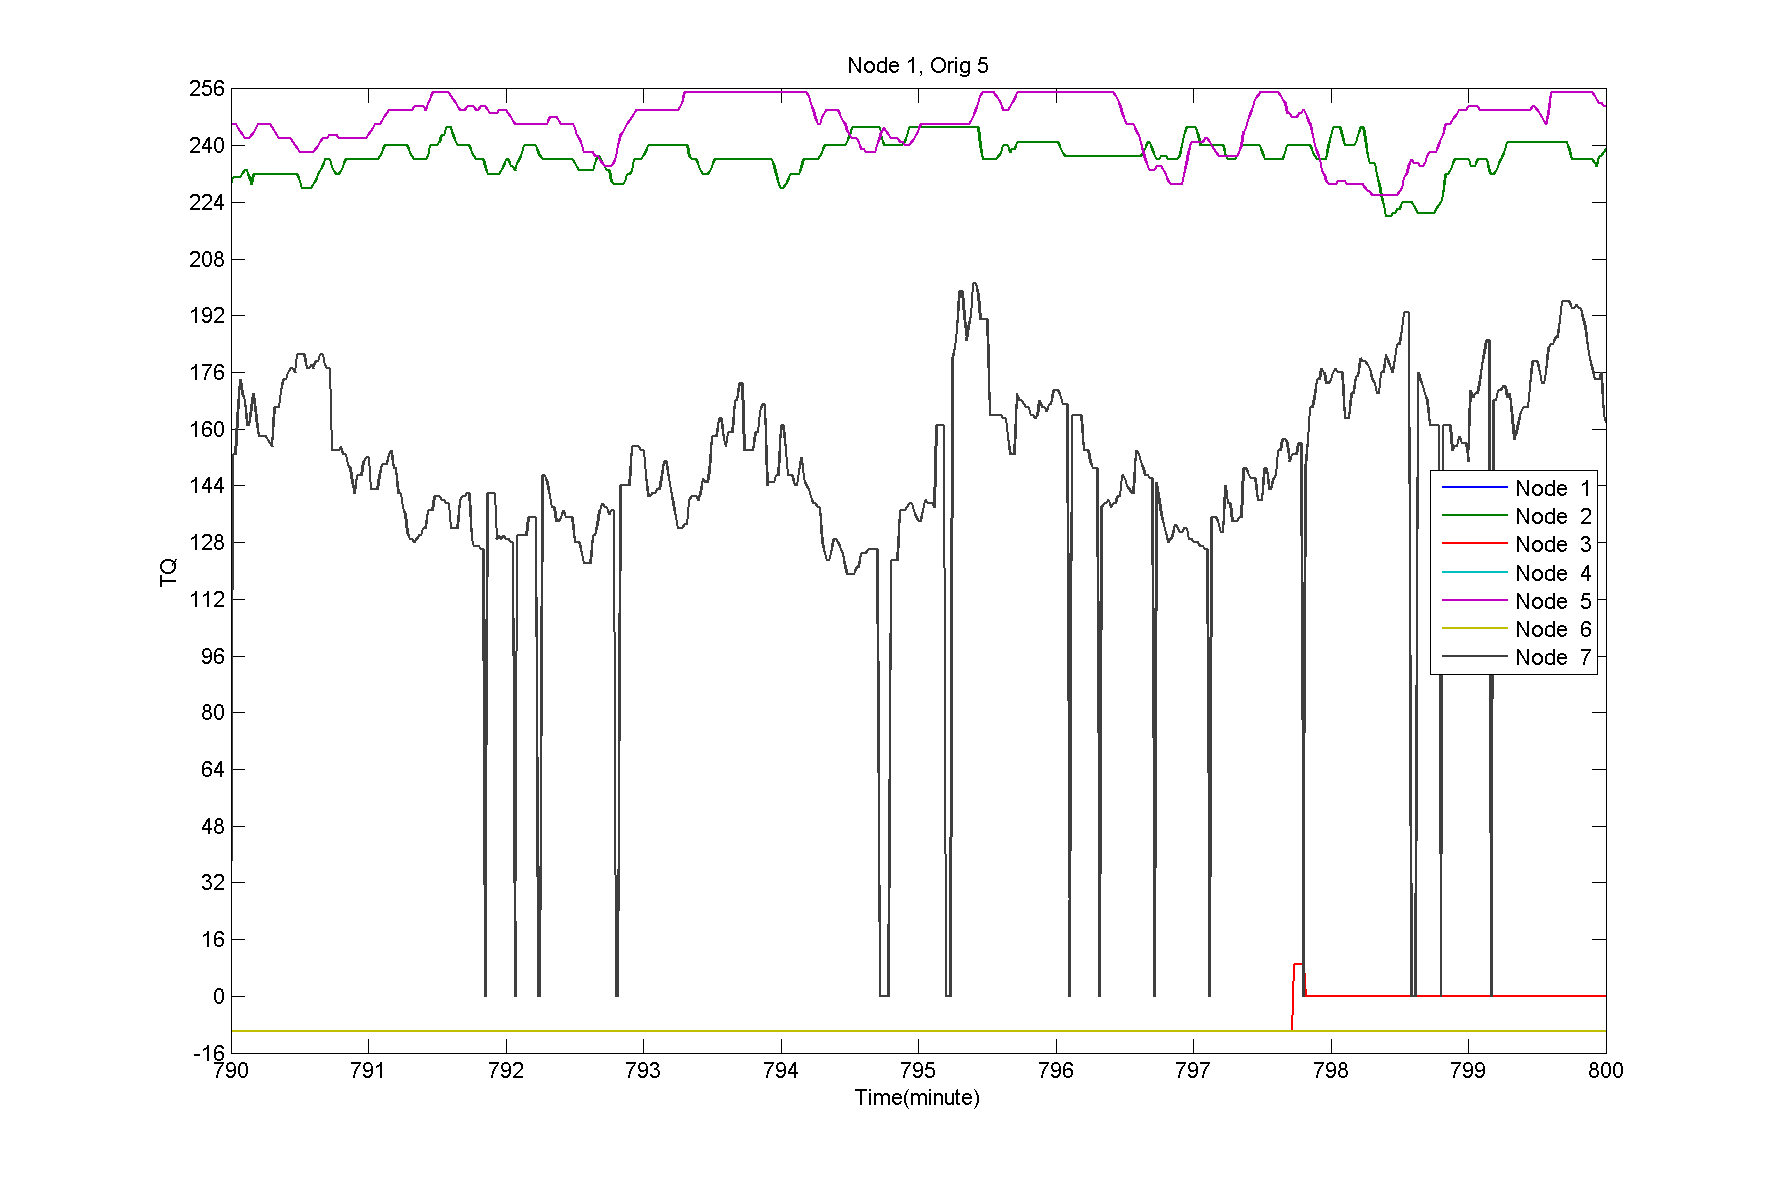 Node 1, Orig 5
256
240
224
208
192
176
160
144
128
112
96
80
64
48
32
16
0
-16
TQ
Node 1
Node 2
Node 3
Node 4
Node 5
Node 6
Node 7
790 791 792 793 794 795 796 797 798 799 800
Time(minute)